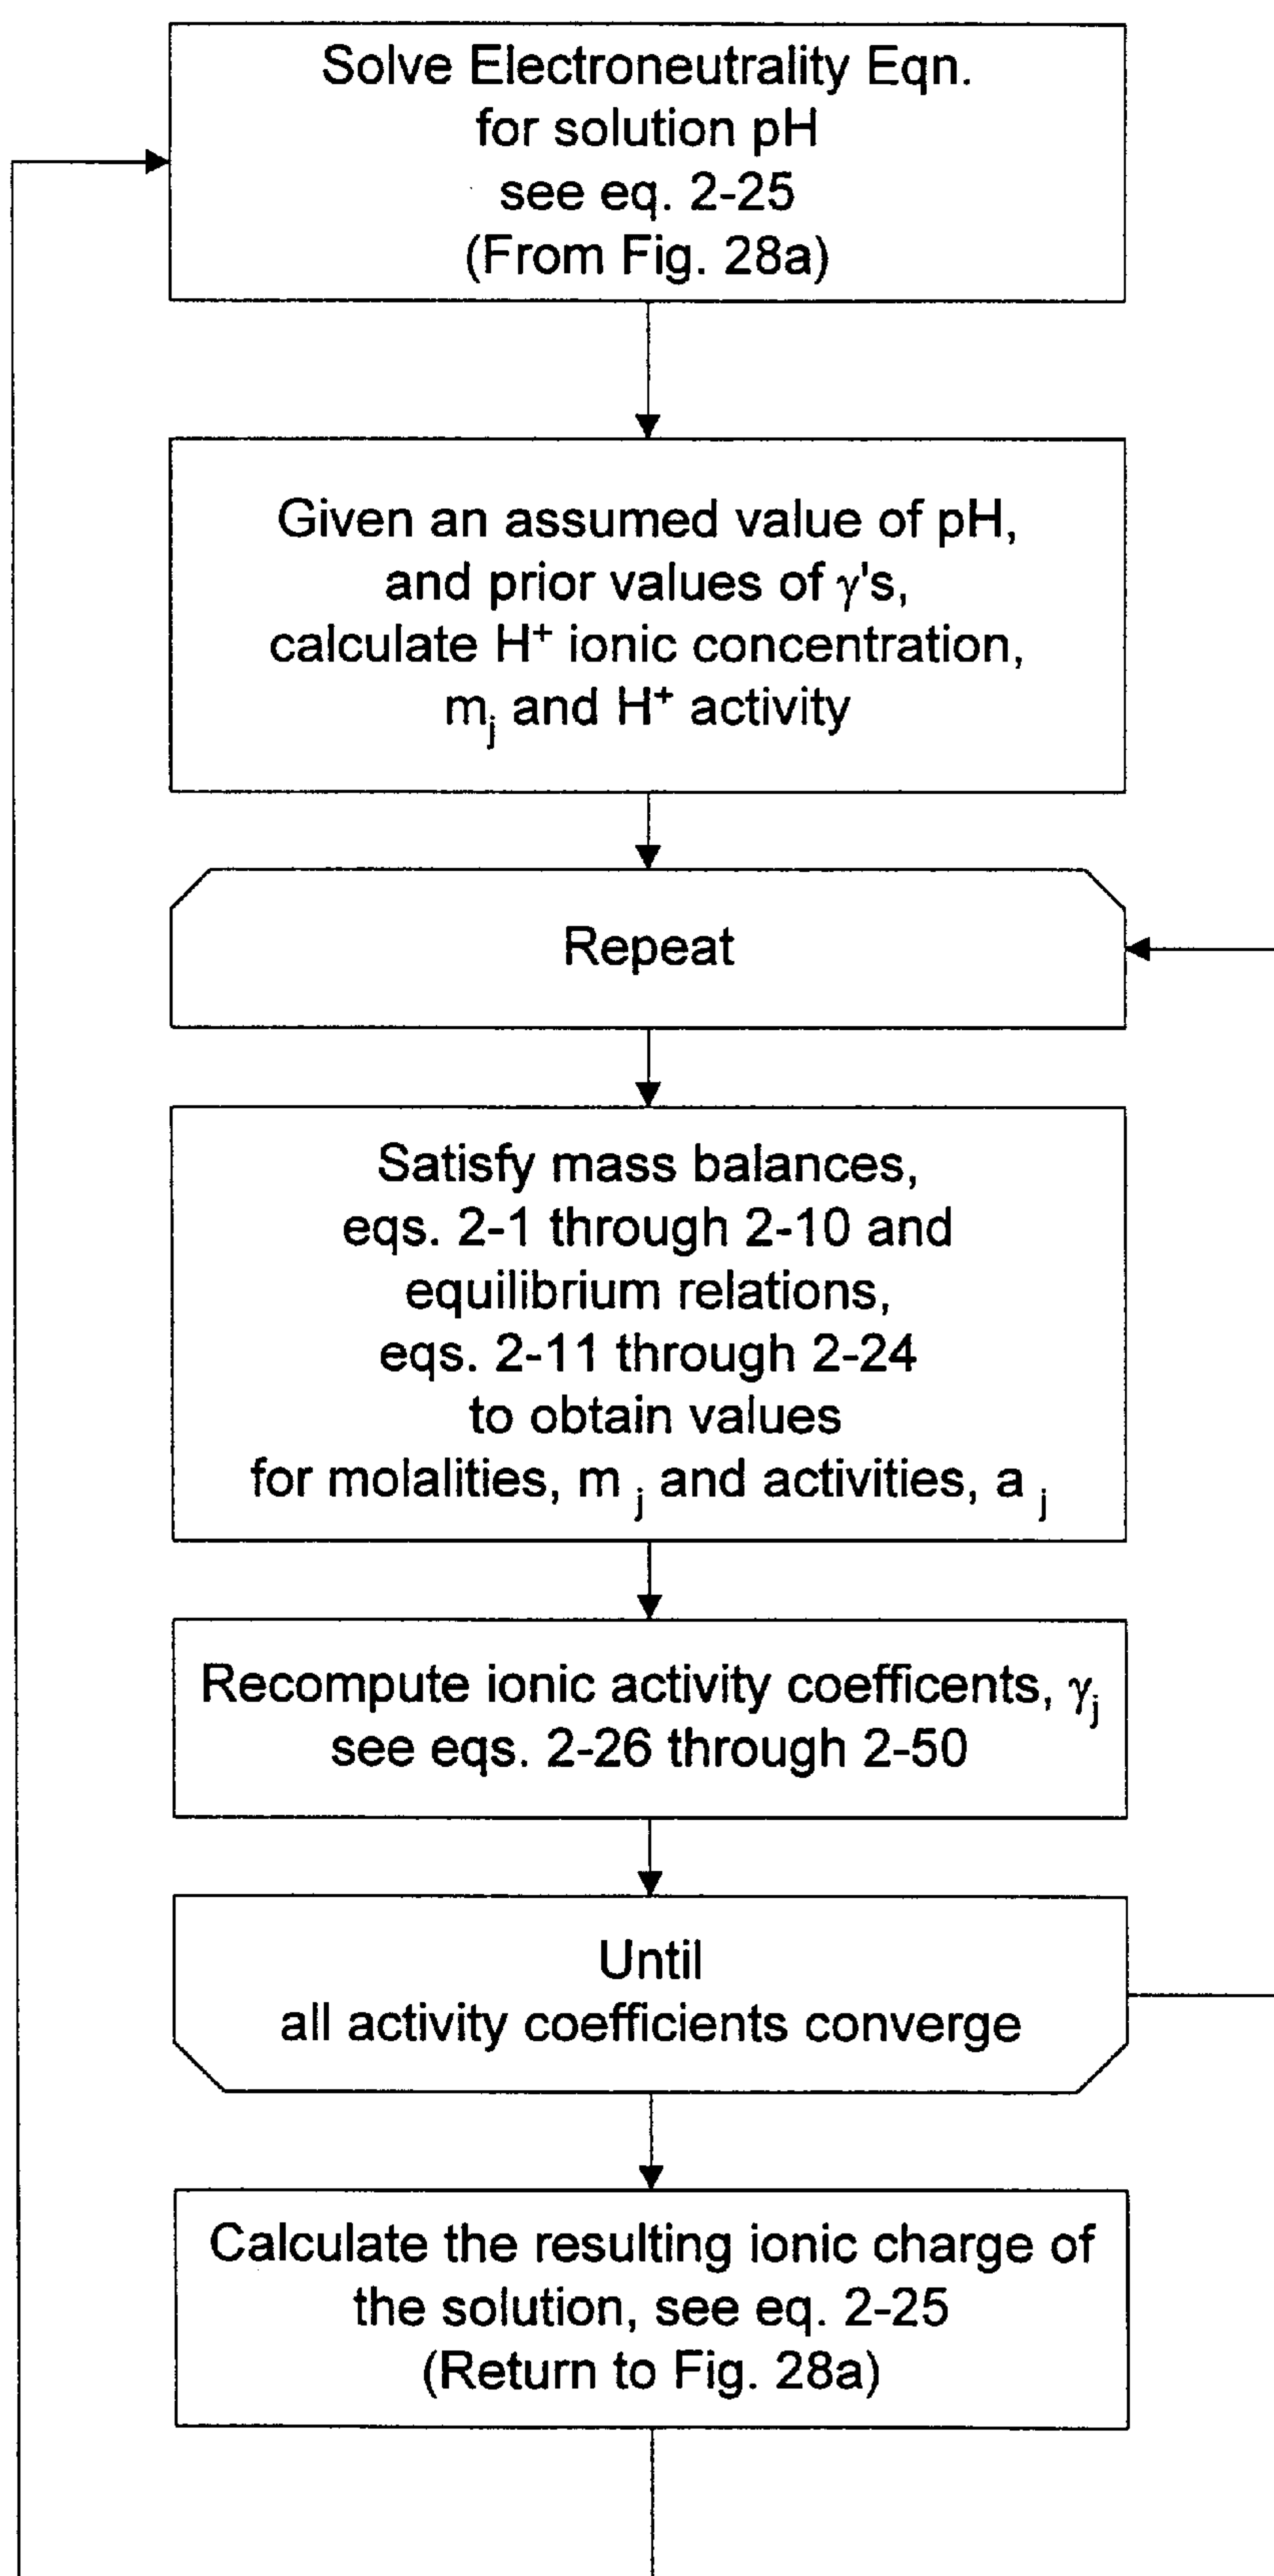 Solve Electroneutrality Eqn.
for solution pH
see eq. 2-25
(From Fig. 28a)
Given an assumed value of pH,
and prior values of γ's,
calculate H⁺ ionic concentration,
mⱼ and H⁺ activity
Repeat
Satisfy mass balances,
eqs. 2-1 through 2-10 and
equilibrium relations,
eqs. 2-11 through 2-24
to obtain values
for molalities, m ⱼ and activities, a ⱼ
Recompute ionic activity coefficents, γⱼ
see eqs. 2-26 through 2-50
Until
all activity coefficients converge
Calculate the resulting ionic charge of
the solution, see eq. 2-25
(Return to Fig. 28a)